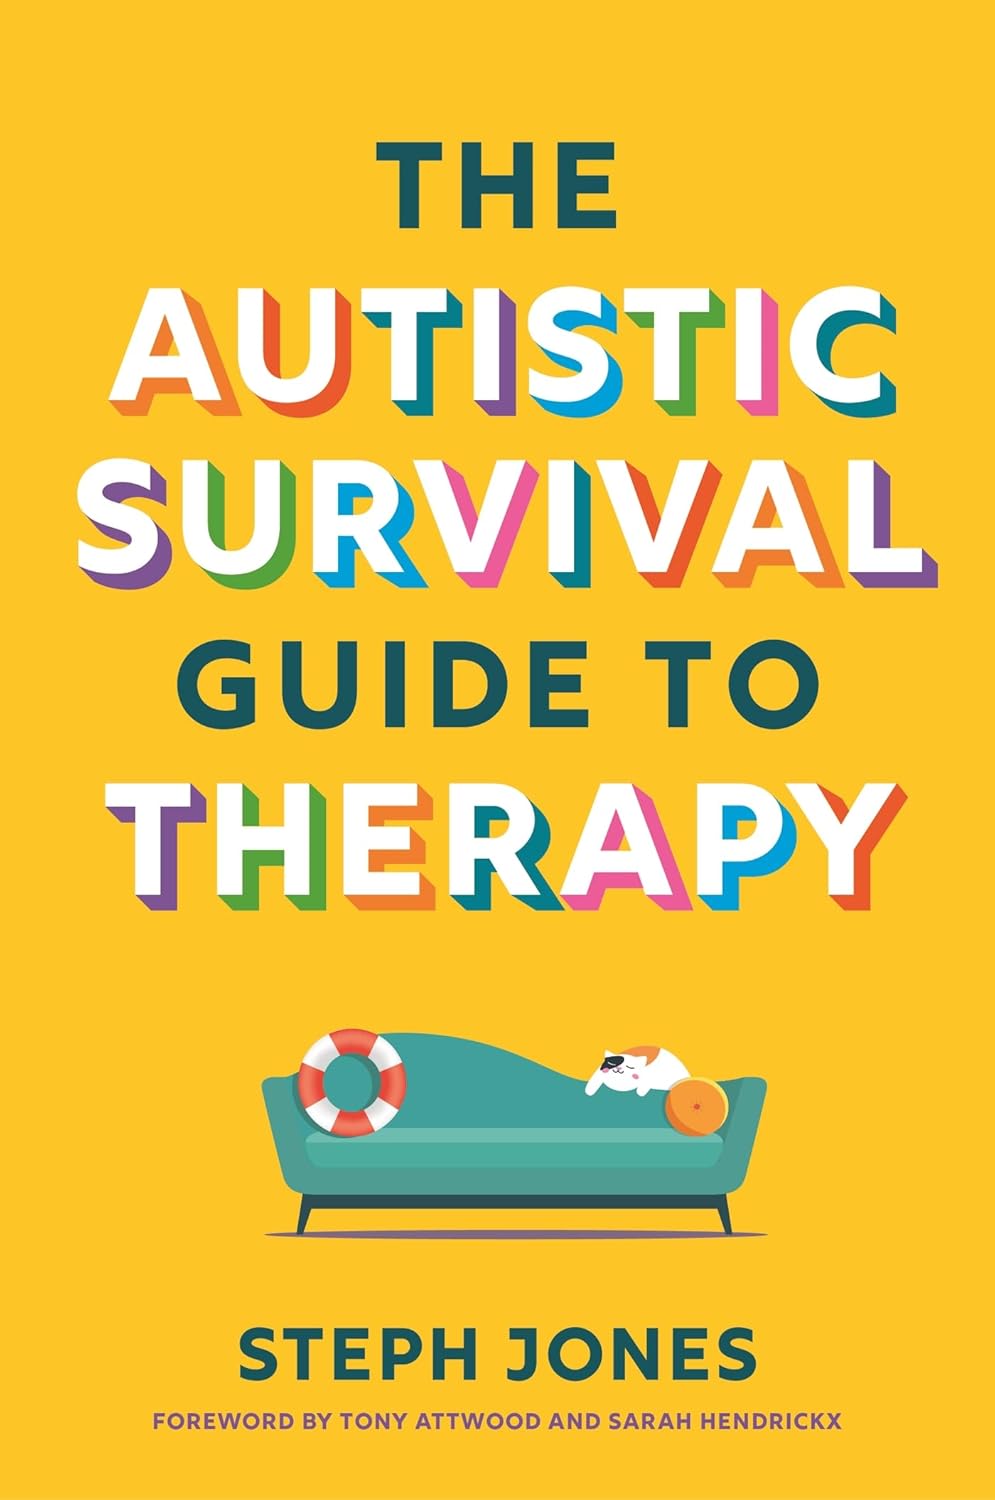 THE
AUTISTIC
SURVIVAL
GUIDE TO
THERAPY
STEPH JONES
FOREWORD BY TONY ATTWOOD AND SARAH HENDRICKX